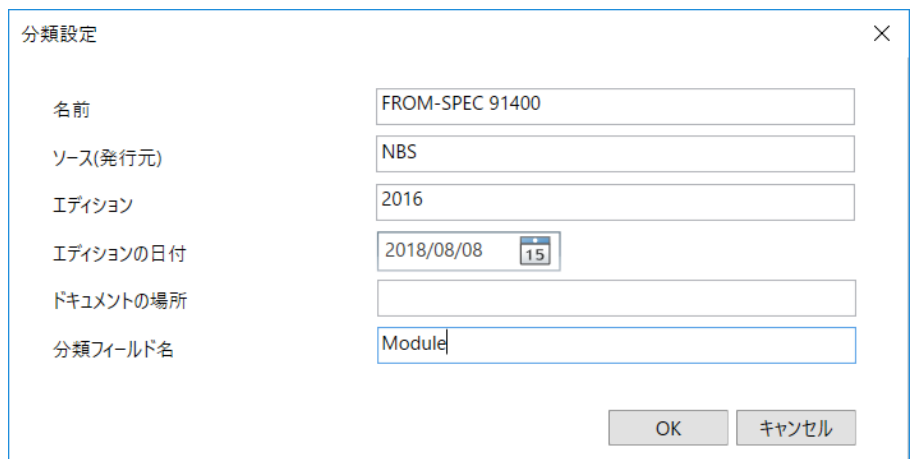 分類設定
名前 FROM-SPEC 91400
ソース(発行元) NBS
エディション 2016
エディションの日付 2018/08/08 15
ドキュメントの場所
分類フィールド名 Module
OK キャンセル